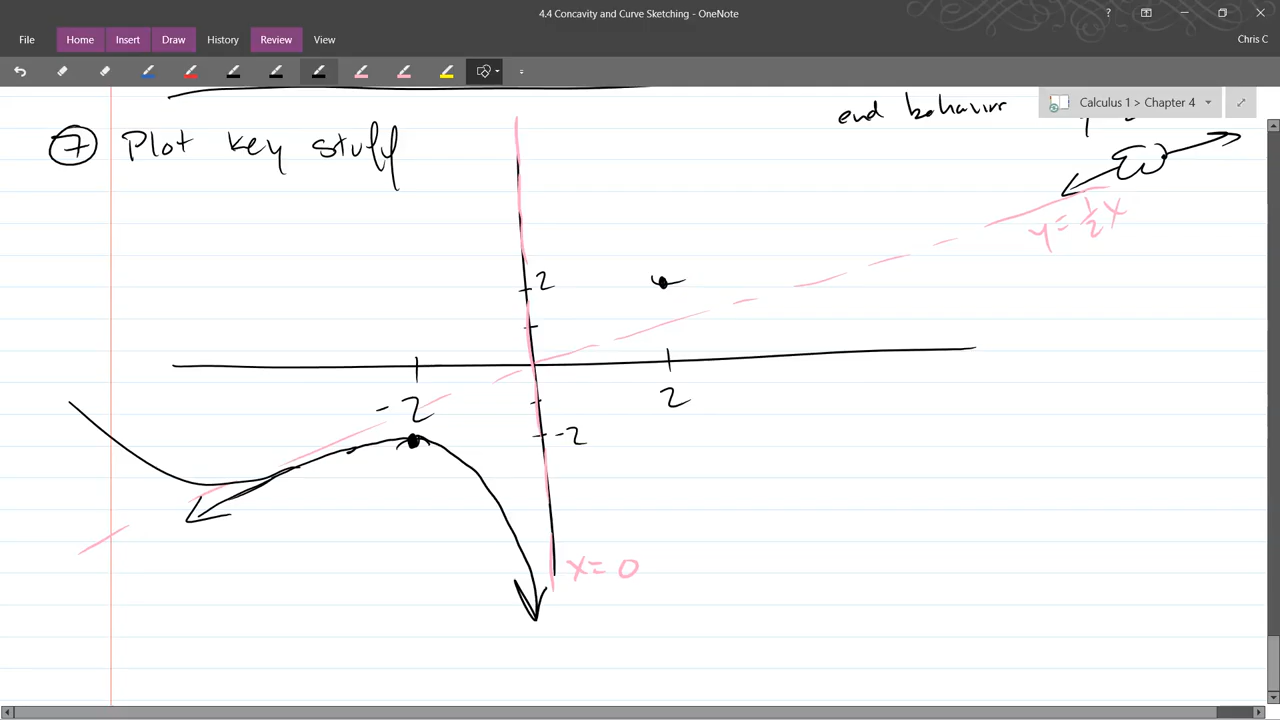 4.4 Concavity and Curve Sketching - OneNote
Chris C
File Home Insert Draw History Review View
Calculus 1 > Chapter 4
end behavior
⑦ Plot key stuff
y = 1/2 x
2
-2
2
-2
x = 0